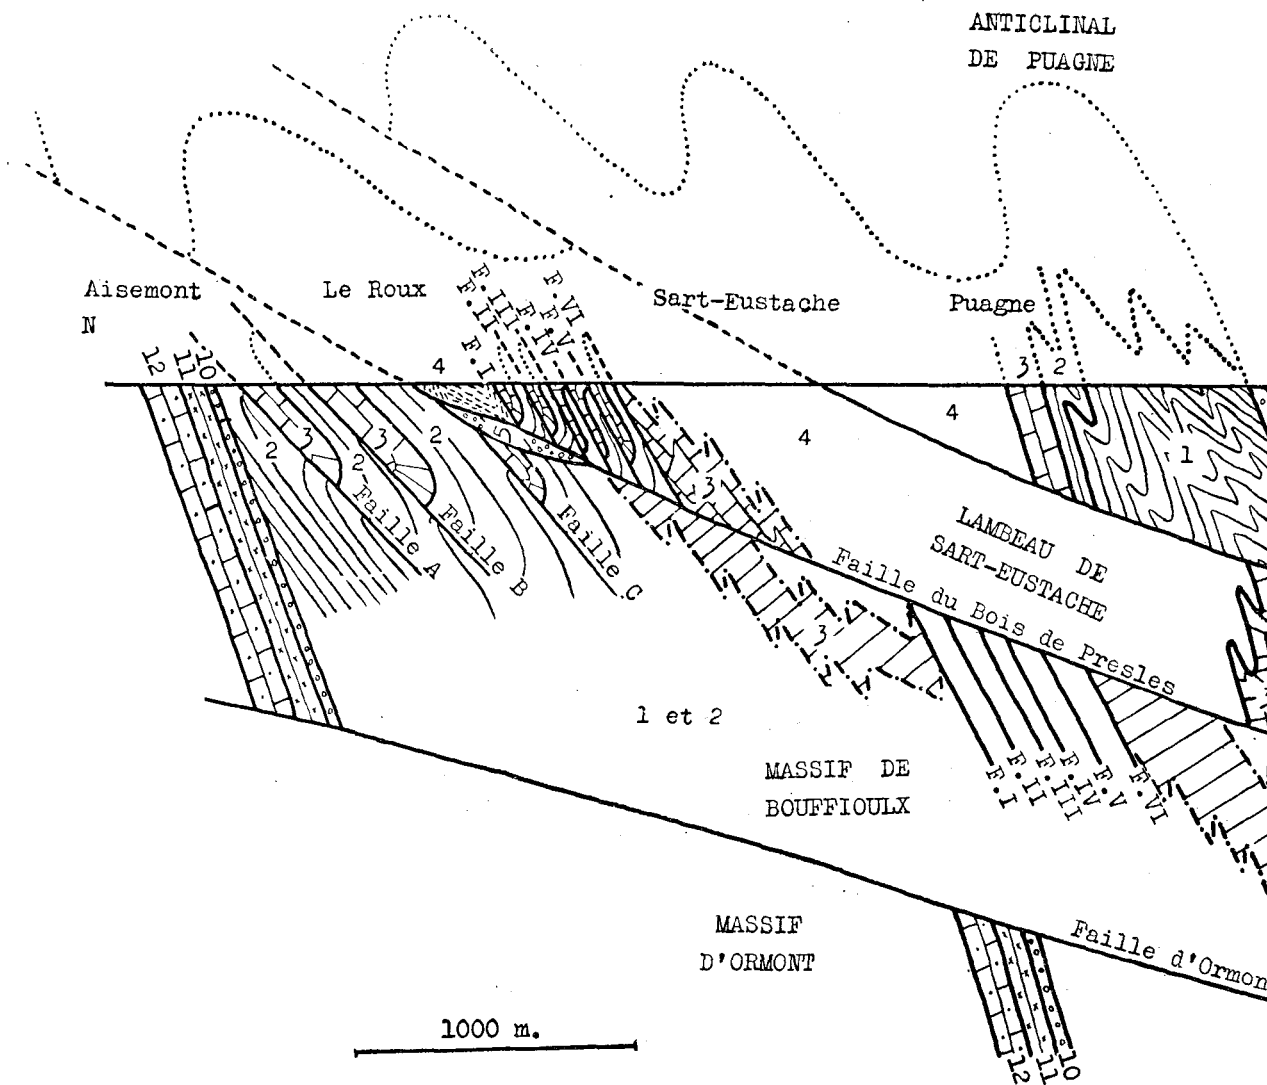 ANTICLINAL
DE PUAGNE
Aisemont
N
Le Roux
Sart-Eustache
Puagne
12
11
10
4
F.I
F.II
F.III
F.IV
F.V
F.VI
3
2
2
3
2
3
2
5
4
4
3
1
Faille A
Faille B
Faille C
LAMBEAU DE
SART-EUSTACHE
Faille du Bois de Presles
3
2
1 et 2
MASSIF DE
BOUFFIOULX
F.I
F.II
F.III
F.IV
F.V
F.VI
MASSIF
D'ORMONT
Faille d'Ormon
1000 m.
12
11
10